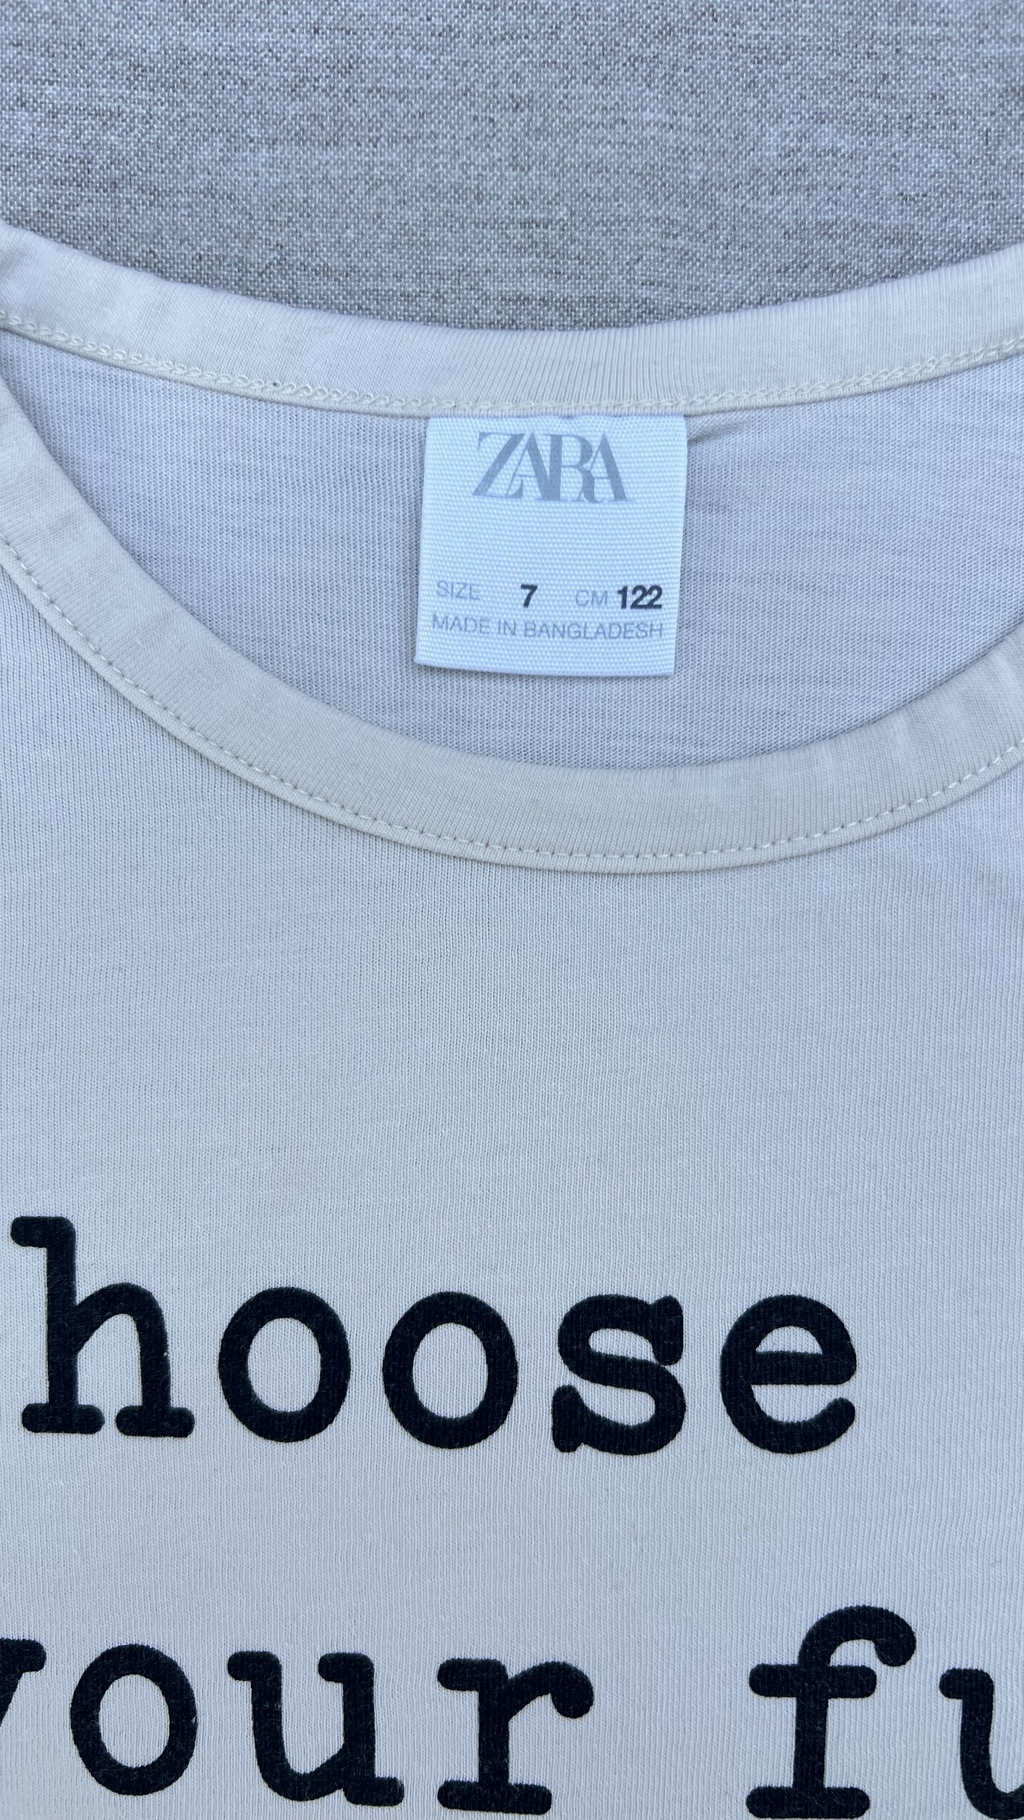 ZARA
SIZE 7 CM 122
MADE IN BANGLADESH
hoose
your fu